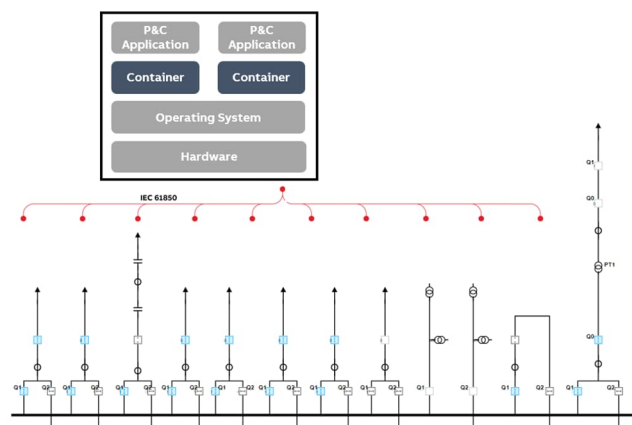 P&C Application
P&C Application
Container
Container
Operating System
Hardware
IEC 61850
Q1
Q0
PT1
Q0
Q1
Q2
Q1
Q2
Q1
Q2
Q1
Q2
Q1
Q2
Q1
Q2
Q1
Q2
Q1
Q2
Q1
Q2
Q1
Q2